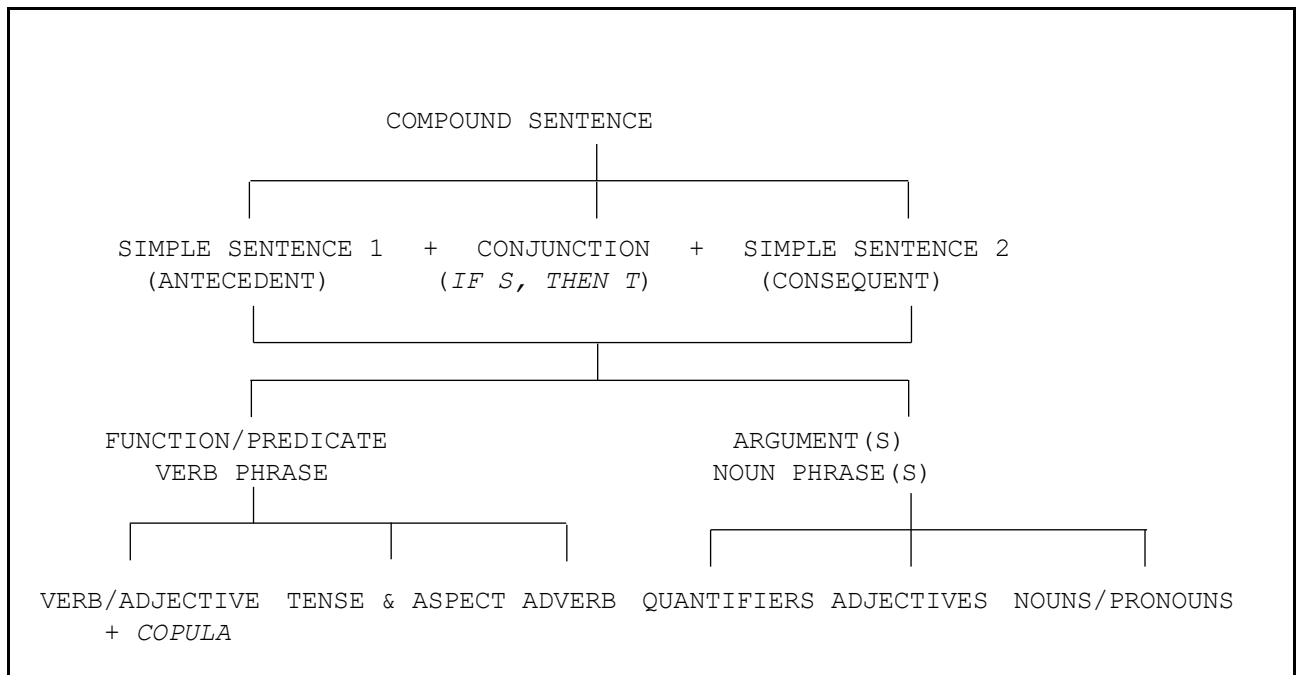 COMPOUND SENTENCE
SIMPLE SENTENCE 1 + CONJUNCTION + SIMPLE SENTENCE 2
(ANTECEDENT) (IF S, THEN T) (CONSEQUENT)
FUNCTION/PREDICATE ARGUMENT(S)
VERB PHRASE NOUN PHRASE(S)
VERB/ADJECTIVE TENSE & ASPECT ADVERB QUANTIFIERS ADJECTIVES NOUNS/PRONOUNS
+ COPULA